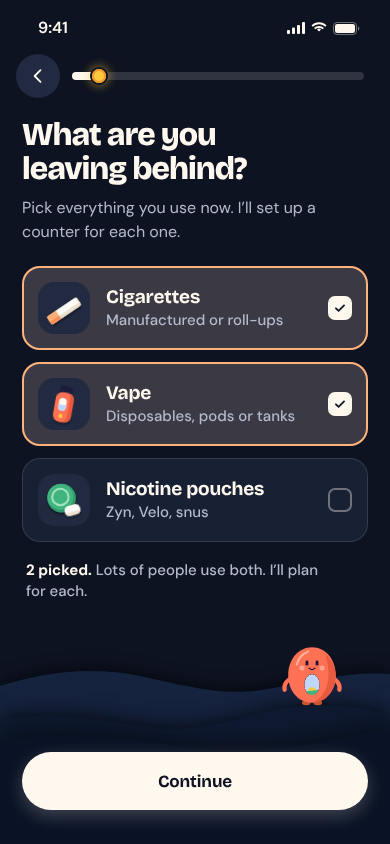 9:41
What are you
leaving behind?
Pick everything you use now. I’ll set up a
counter for each one.
Cigarettes
Manufactured or roll-ups
Vape
Disposables, pods or tanks
Nicotine pouches
Zyn, Velo, snus
2 picked. Lots of people use both. I’ll plan
for each.
Continue